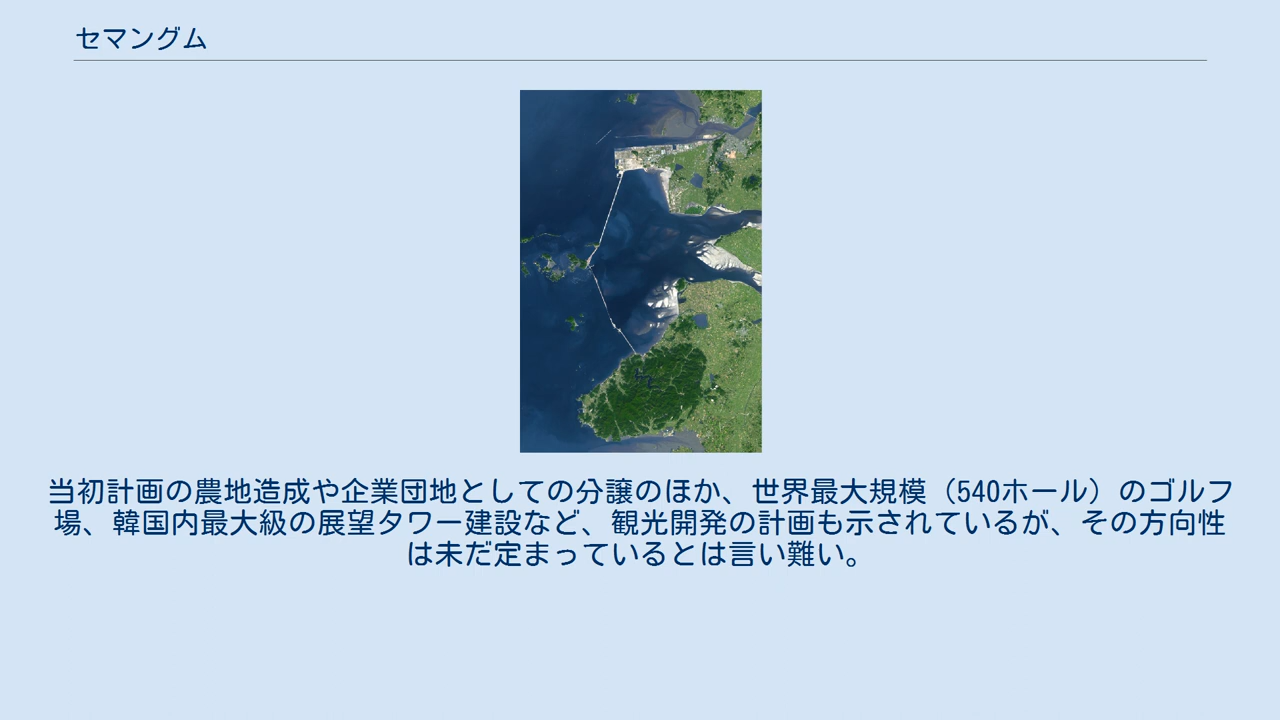 セマングム
当初計画の農地造成や企業団地としての分譲のほか、世界最大規模（540ホール）のゴルフ
場、韓国内最大級の展望タワー建設など、観光開発の計画も示されているが、その方向性
は未だ定まっているとは言い難い。